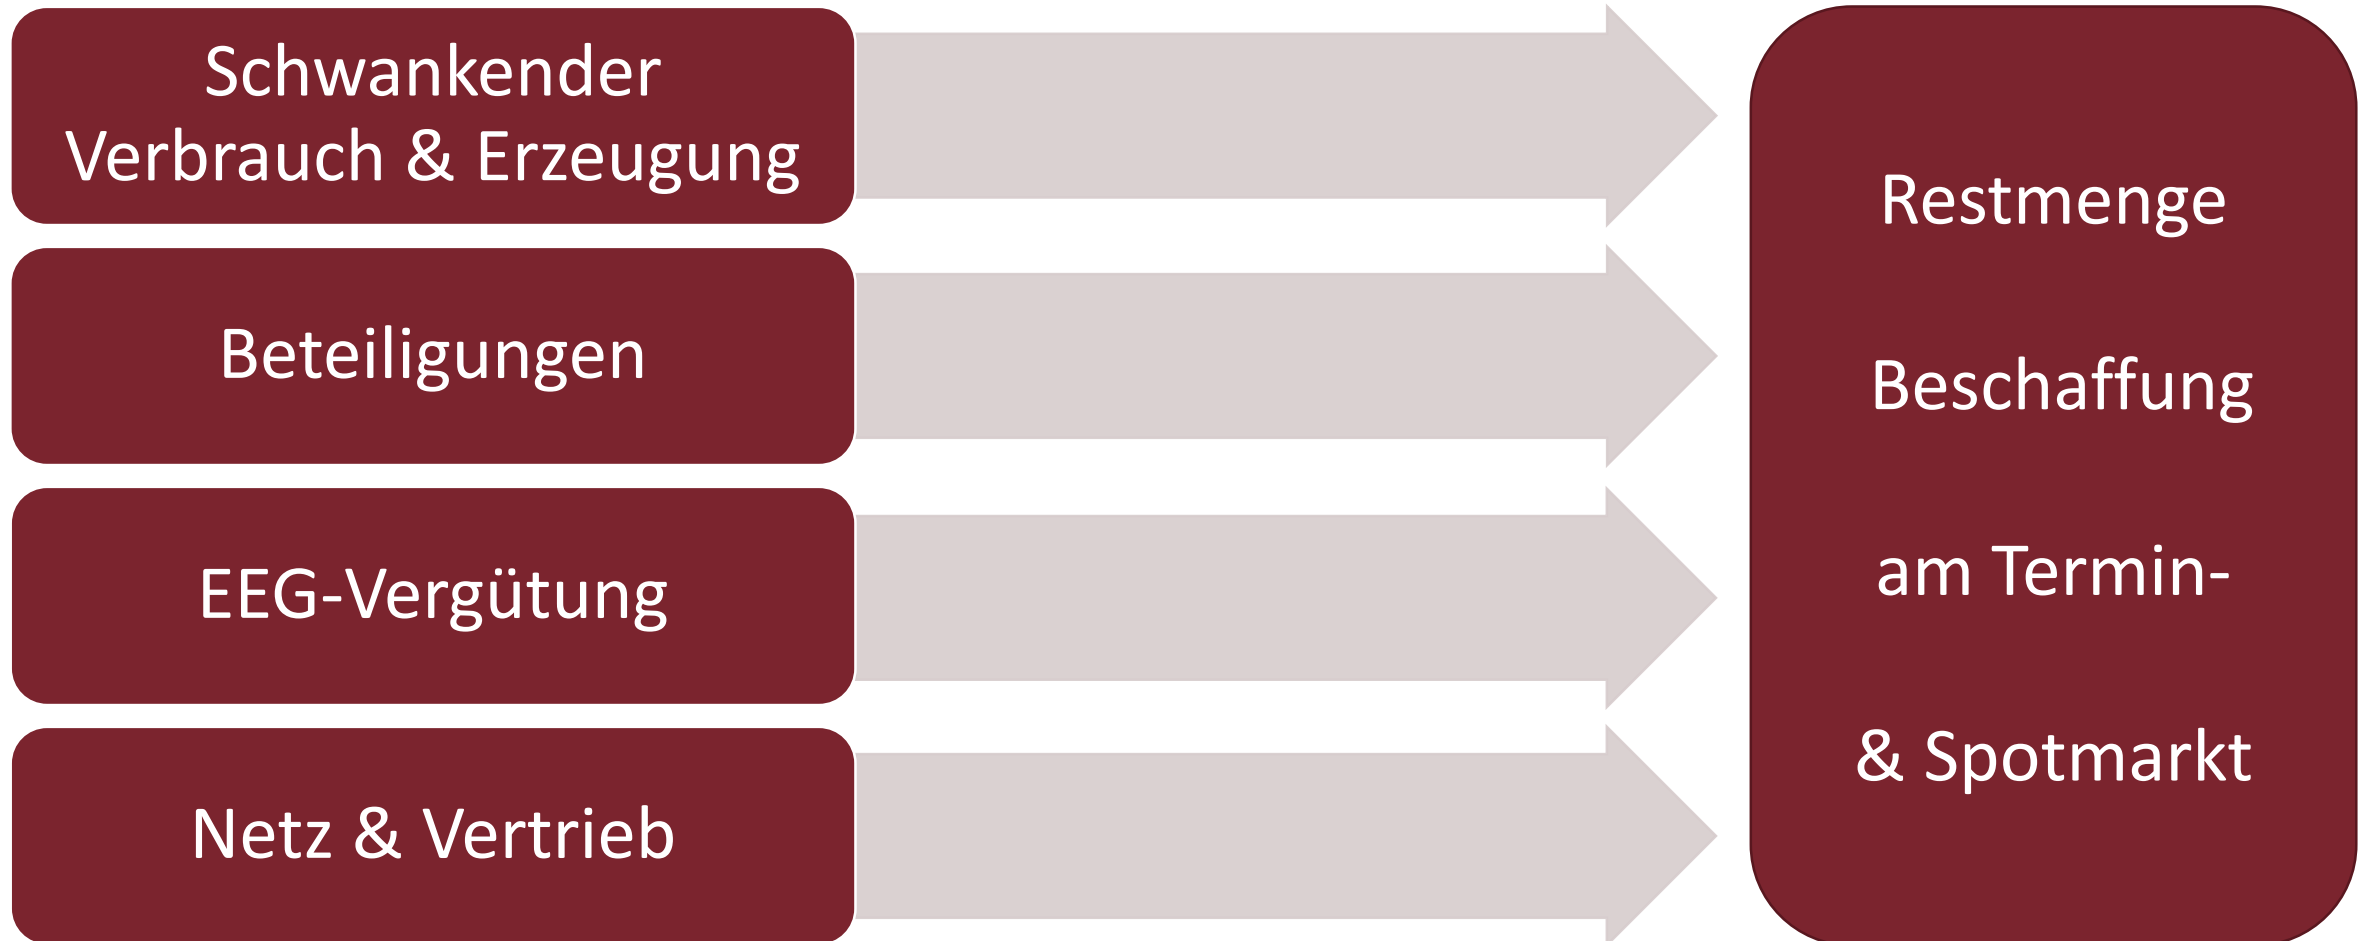 Schwankender
Verbrauch & Erzeugung
Beteiligungen
EEG-Vergütung
Netz & Vertrieb
Restmenge
Beschaffung
am Termin-
& Spotmarkt